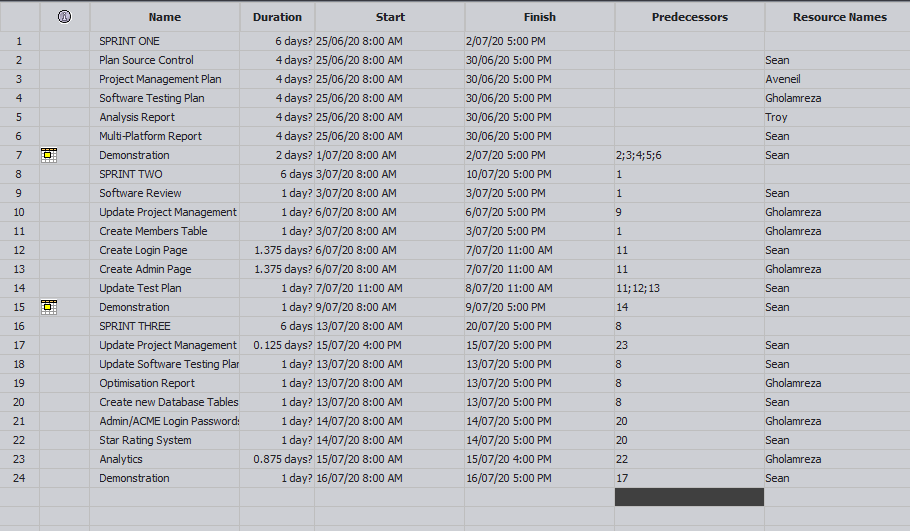 Name Duration Start Finish Predecessors Resource Names
1 SPRINT ONE 6 days? 25/06/20 8:00 AM 2/07/20 5:00 PM
2 Plan Source Control 4 days? 25/06/20 8:00 AM 30/06/20 5:00 PM Sean
3 Project Management Plan 4 days? 25/06/20 8:00 AM 30/06/20 5:00 PM Aveneil
4 Software Testing Plan 4 days? 25/06/20 8:00 AM 30/06/20 5:00 PM Gholamreza
5 Analysis Report 4 days? 25/06/20 8:00 AM 30/06/20 5:00 PM Troy
6 Multi-Platform Report 4 days? 25/06/20 8:00 AM 30/06/20 5:00 PM Sean
7 Demonstration 2 days? 1/07/20 8:00 AM 2/07/20 5:00 PM 2;3;4;5;6 Sean
8 SPRINT TWO 6 days 3/07/20 8:00 AM 10/07/20 5:00 PM 1
9 Software Review 1 day? 3/07/20 8:00 AM 3/07/20 5:00 PM 1 Sean
10 Update Project Management 1 day? 6/07/20 8:00 AM 6/07/20 5:00 PM 9 Gholamreza
11 Create Members Table 1 day? 3/07/20 8:00 AM 3/07/20 5:00 PM 1 Gholamreza
12 Create Login Page 1.375 days? 6/07/20 8:00 AM 7/07/20 11:00 AM 11 Sean
13 Create Admin Page 1.375 days? 6/07/20 8:00 AM 7/07/20 11:00 AM 11 Gholamreza
14 Update Test Plan 1 day? 7/07/20 11:00 AM 8/07/20 11:00 AM 11;12;13 Sean
15 Demonstration 1 day? 9/07/20 8:00 AM 9/07/20 5:00 PM 14 Sean
16 SPRINT THREE 6 days 13/07/20 8:00 AM 20/07/20 5:00 PM 8
17 Update Project Management 0.125 days? 15/07/20 4:00 PM 15/07/20 5:00 PM 23 Sean
18 Update Software Testing Plan 1 day? 13/07/20 8:00 AM 13/07/20 5:00 PM 8 Sean
19 Optimisation Report 1 day? 13/07/20 8:00 AM 13/07/20 5:00 PM 8 Gholamreza
20 Create new Database Tables 1 day? 13/07/20 8:00 AM 13/07/20 5:00 PM 8 Sean
21 Admin/ACME Login Passwords 1 day? 14/07/20 8:00 AM 14/07/20 5:00 PM 20 Gholamreza
22 Star Rating System 1 day? 14/07/20 8:00 AM 14/07/20 5:00 PM 20 Sean
23 Analytics 0.875 days? 15/07/20 8:00 AM 15/07/20 4:00 PM 22 Gholamreza
24 Demonstration 1 day? 16/07/20 8:00 AM 16/07/20 5:00 PM 17 Sean